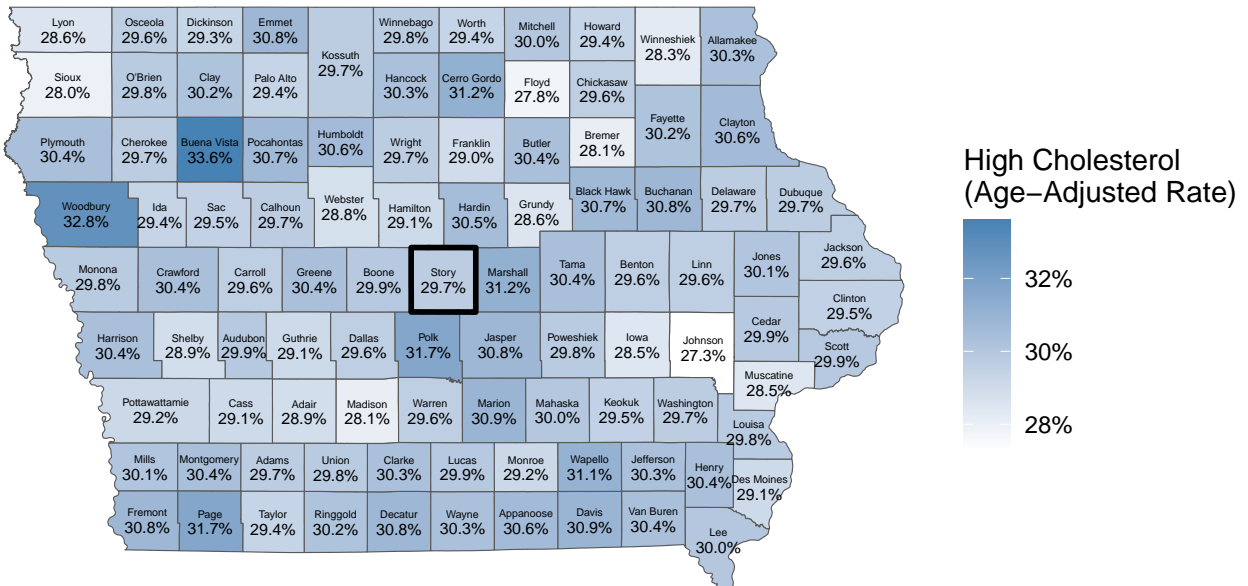 Lyon
28.6%
Osceola
29.6%
Dickinson
29.3%
Emmet
30.8%
Kossuth
29.7%
Winnebago
29.8%
Worth
29.4%
Mitchell
30.0%
Howard
29.4%
Winneshiek
28.3%
Allamakee
30.3%
Sioux
28.0%
O'Brien
29.8%
Clay
30.2%
Palo Alto
29.4%
Hancock
30.3%
Cerro Gordo
31.2%
Floyd
27.8%
Chickasaw
29.6%
Fayette
30.2%
Clayton
30.6%
Plymouth
30.4%
Cherokee
29.7%
Buena Vista
33.6%
Pocahontas
30.7%
Humboldt
30.6%
Wright
29.7%
Franklin
29.0%
Butler
30.4%
Bremer
28.1%
Woodbury
32.8%
Ida
29.4%
Sac
29.5%
Calhoun
29.7%
Webster
28.8%
Hamilton
29.1%
Hardin
30.5%
Grundy
28.6%
Black Hawk
30.7%
Buchanan
30.8%
Delaware
29.7%
Dubuque
29.7%
Monona
29.8%
Crawford
30.4%
Carroll
29.6%
Greene
30.4%
Boone
29.9%
Story
29.7%
Marshall
31.2%
Tama
30.4%
Benton
29.6%
Linn
29.6%
Jones
30.1%
Jackson
29.6%
Clinton
29.5%
Harrison
30.4%
Shelby
28.9%
Audubon
29.9%
Guthrie
29.1%
Dallas
29.6%
Polk
31.7%
Jasper
30.8%
Poweshiek
29.8%
Iowa
28.5%
Johnson
27.3%
Cedar
29.9%
Scott
29.9%
Muscatine
28.5%
Pottawattamie
29.2%
Cass
29.1%
Adair
28.9%
Madison
28.1%
Warren
29.6%
Marion
30.9%
Mahaska
30.0%
Keokuk
29.5%
Washington
29.7%
Louisa
29.8%
Mills
30.1%
Montgomery
30.4%
Adams
29.7%
Union
29.8%
Clarke
30.3%
Lucas
29.9%
Monroe
29.2%
Wapello
31.1%
Jefferson
30.3%
Henry
30.4%
Des Moines
29.1%
Fremont
30.8%
Page
31.7%
Taylor
29.4%
Ringgold
30.2%
Decatur
30.8%
Wayne
30.3%
Appanoose
30.6%
Davis
30.9%
Van Buren
30.4%
Lee
30.0%
High Cholesterol
(Age−Adjusted Rate)
32%
30%
28%